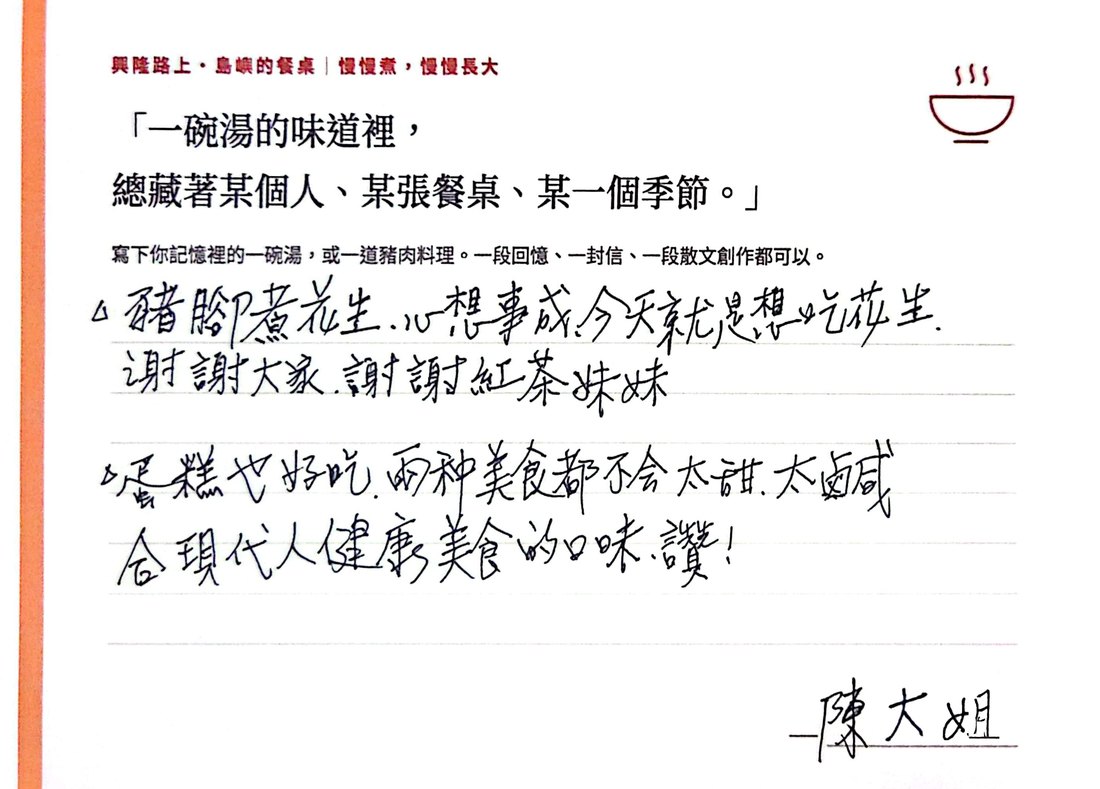 興隆路上・島嶼的餐桌｜慢慢煮，慢慢長大
「一碗湯的味道裡，
總藏著某個人、某張餐桌、某一個季節。」
寫下你記憶裡的一碗湯，或一道豬肉料理。一段回憶、一封信、一段散文創作都可以。
△豬腳煮花生.心想事成.今天就是想吃花生.
谢謝大家.謝謝紅茶妹妹
△蛋糕也好吃.兩种美食都不会太甜.太鹵咸
合現代人健康美食的口味.讚!
—陳大姐